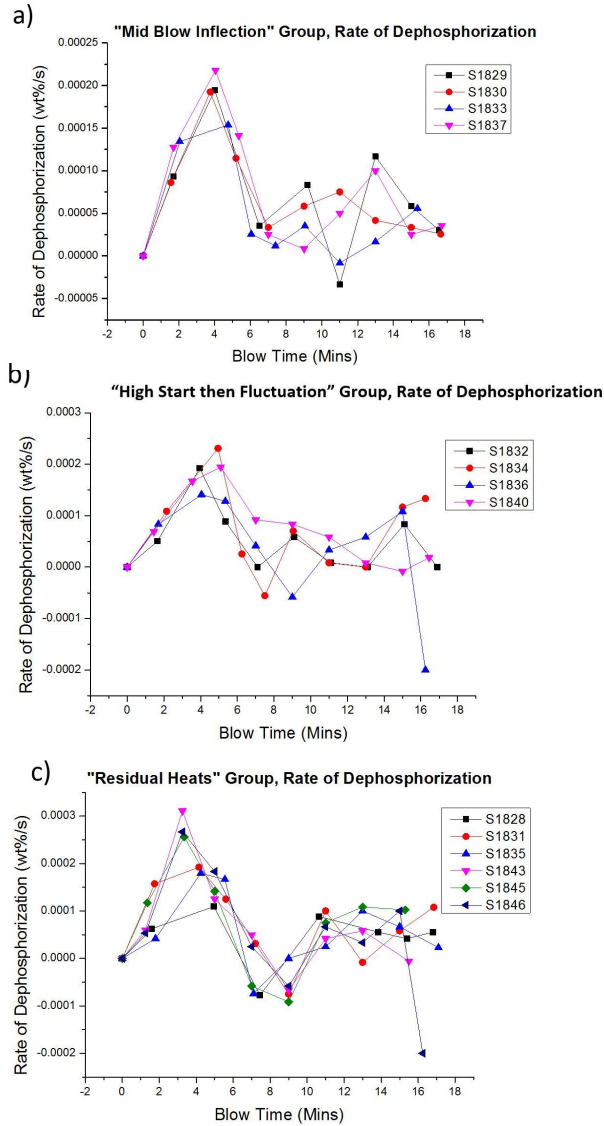 a)
"Mid Blow Inflection" Group, Rate of Dephosphorization
Rate of Dephosphorization (wt%/s)
0.00025
0.00020
0.00015
0.00010
0.00005
0.00000
-0.00005
S1829
S1830
S1833
S1837
-2 0 2 4 6 8 10 12 14 16 18
Blow Time (Mins)
b)
“High Start then Fluctuation” Group, Rate of Dephosphorization
Rate of Dephosphorization (wt%/s)
0.0003
0.0002
0.0001
0.0000
-0.0001
-0.0002
S1832
S1834
S1836
S1840
-2 0 2 4 6 8 10 12 14 16 18
Blow Time (Mins)
c)
"Residual Heats" Group, Rate of Dephosphorization
Rate of Dephosphorization (wt%/s)
0.0003
0.0002
0.0001
0.0000
-0.0001
-0.0002
S1828
S1831
S1835
S1843
S1845
S1846
-2 0 2 4 6 8 10 12 14 16 18
Blow Time (Mins)